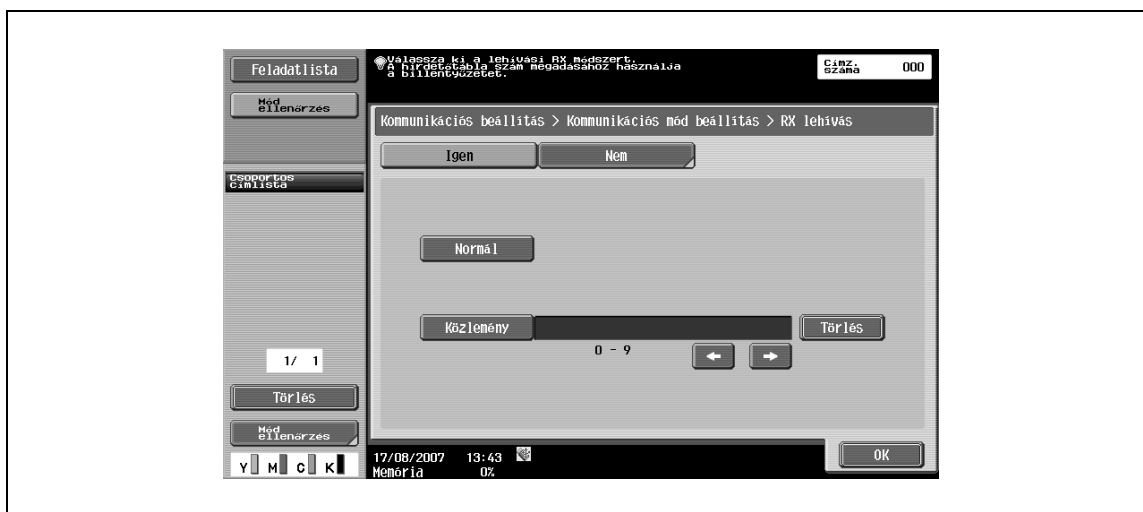 Feladatlista
Mód
ellenőrzés
Válassza ki a lehívási RX módszert.
A hirdetőtábla szám megadásához használja
a billentyűzetet.
Címz.
száma
000
Kommunikációs beállítás > Kommunikációs mód beállítás > RX lehívás
Igen
Nem
Csoportos
címlista
Normál
Közlemény
Törlés
0 - 9
1/ 1
Törlés
Mód
ellenőrzés
Y M C K
17/08/2007 13:43
Memória 0%
OK